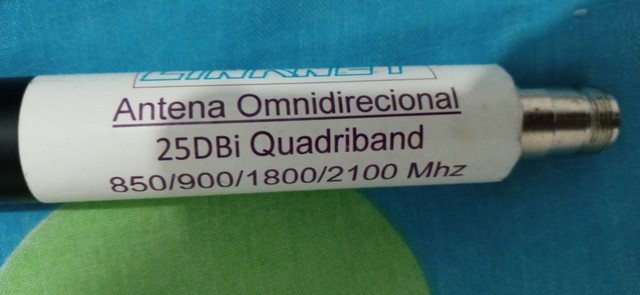 Antena Omnidirecional
25DBi Quadriband
850/900/1800/2100 Mhz